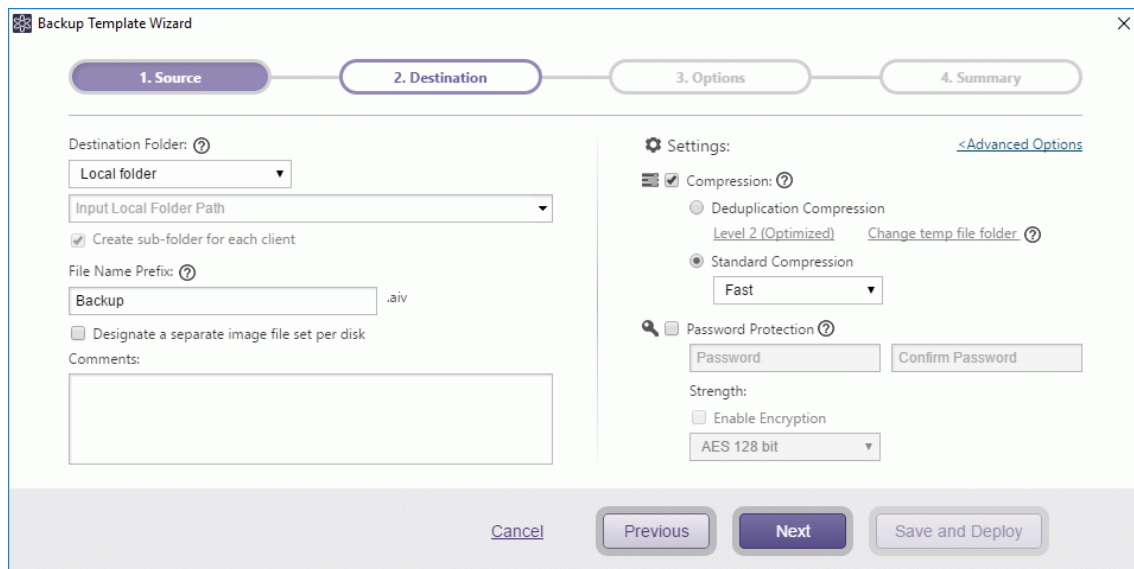 Backup Template Wizard
1. Source
2. Destination
3. Options
4. Summary
Destination Folder:
Local folder
Input Local Folder Path
Create sub-folder for each client
File Name Prefix:
Backup
.aiv
Designate a separate image file set per disk
Comments:
Settings:
<Advanced Options
Compression:
Deduplication Compression
Level 2 (Optimized)
Change temp file folder
Standard Compression
Fast
Password Protection
Password
Confirm Password
Strength:
Enable Encryption
AES 128 bit
Cancel
Previous
Next
Save and Deploy